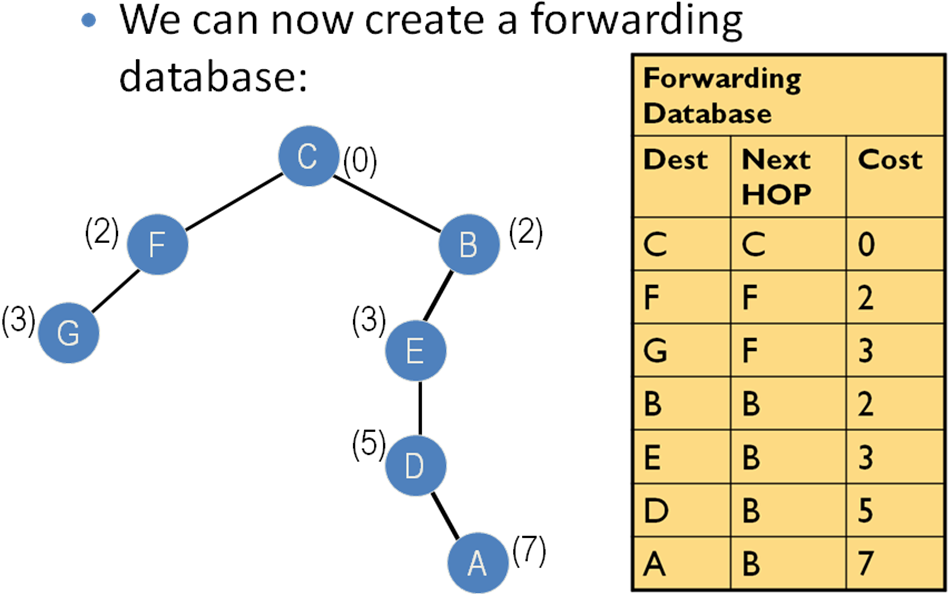 • We can now create a forwarding
database:
C (0)
(2) F
B (2)
(3) G
(3) E
(5) D
A (7)
Forwarding
Database
Dest Next HOP Cost
C C 0
F F 2
G F 3
B B 2
E B 3
D B 5
A B 7